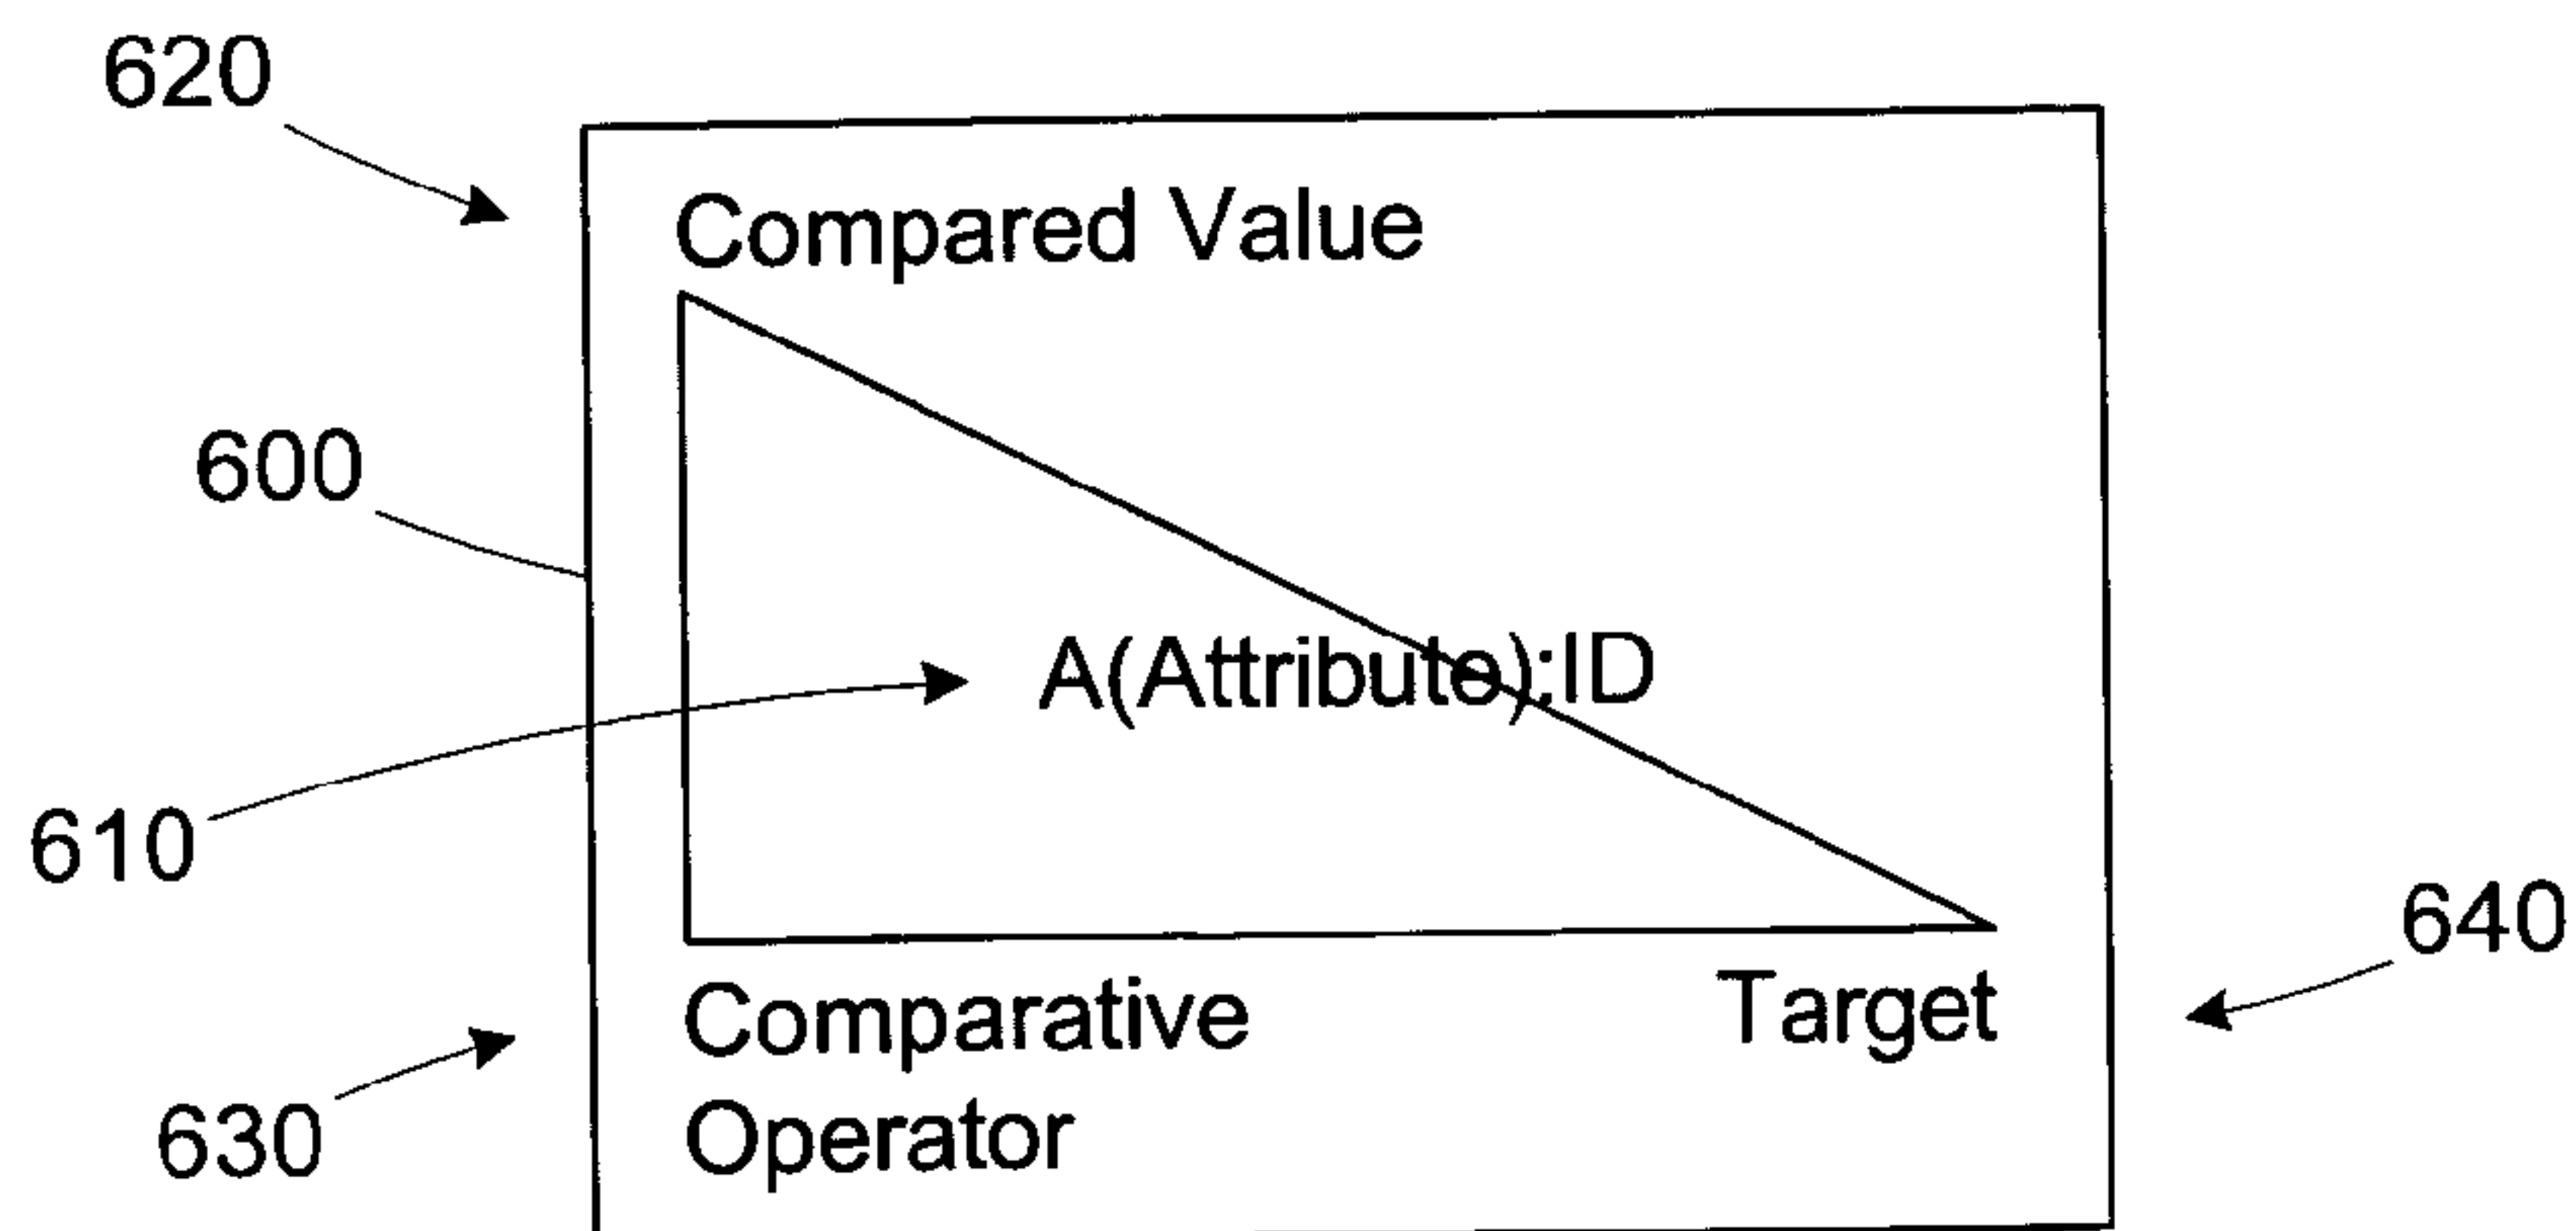 620
Compared Value
600
A(Attribute):ID
610
640
Comparative Target
630
Operator